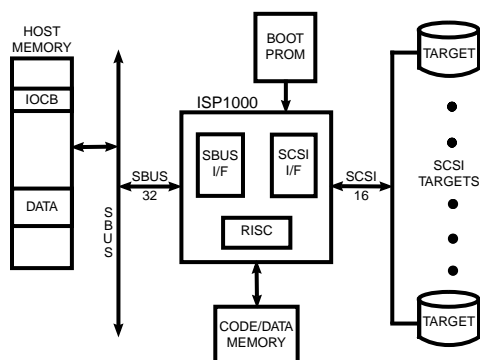 HOST
MEMORY
IOCB
DATA
SBUS
BOOT
PROM
ISP1000
SBUS
I/F
SCSI
I/F
RISC
SBUS
32
SCSI
16
CODE/DATA
MEMORY
TARGET
SCSI
TARGETS
TARGET